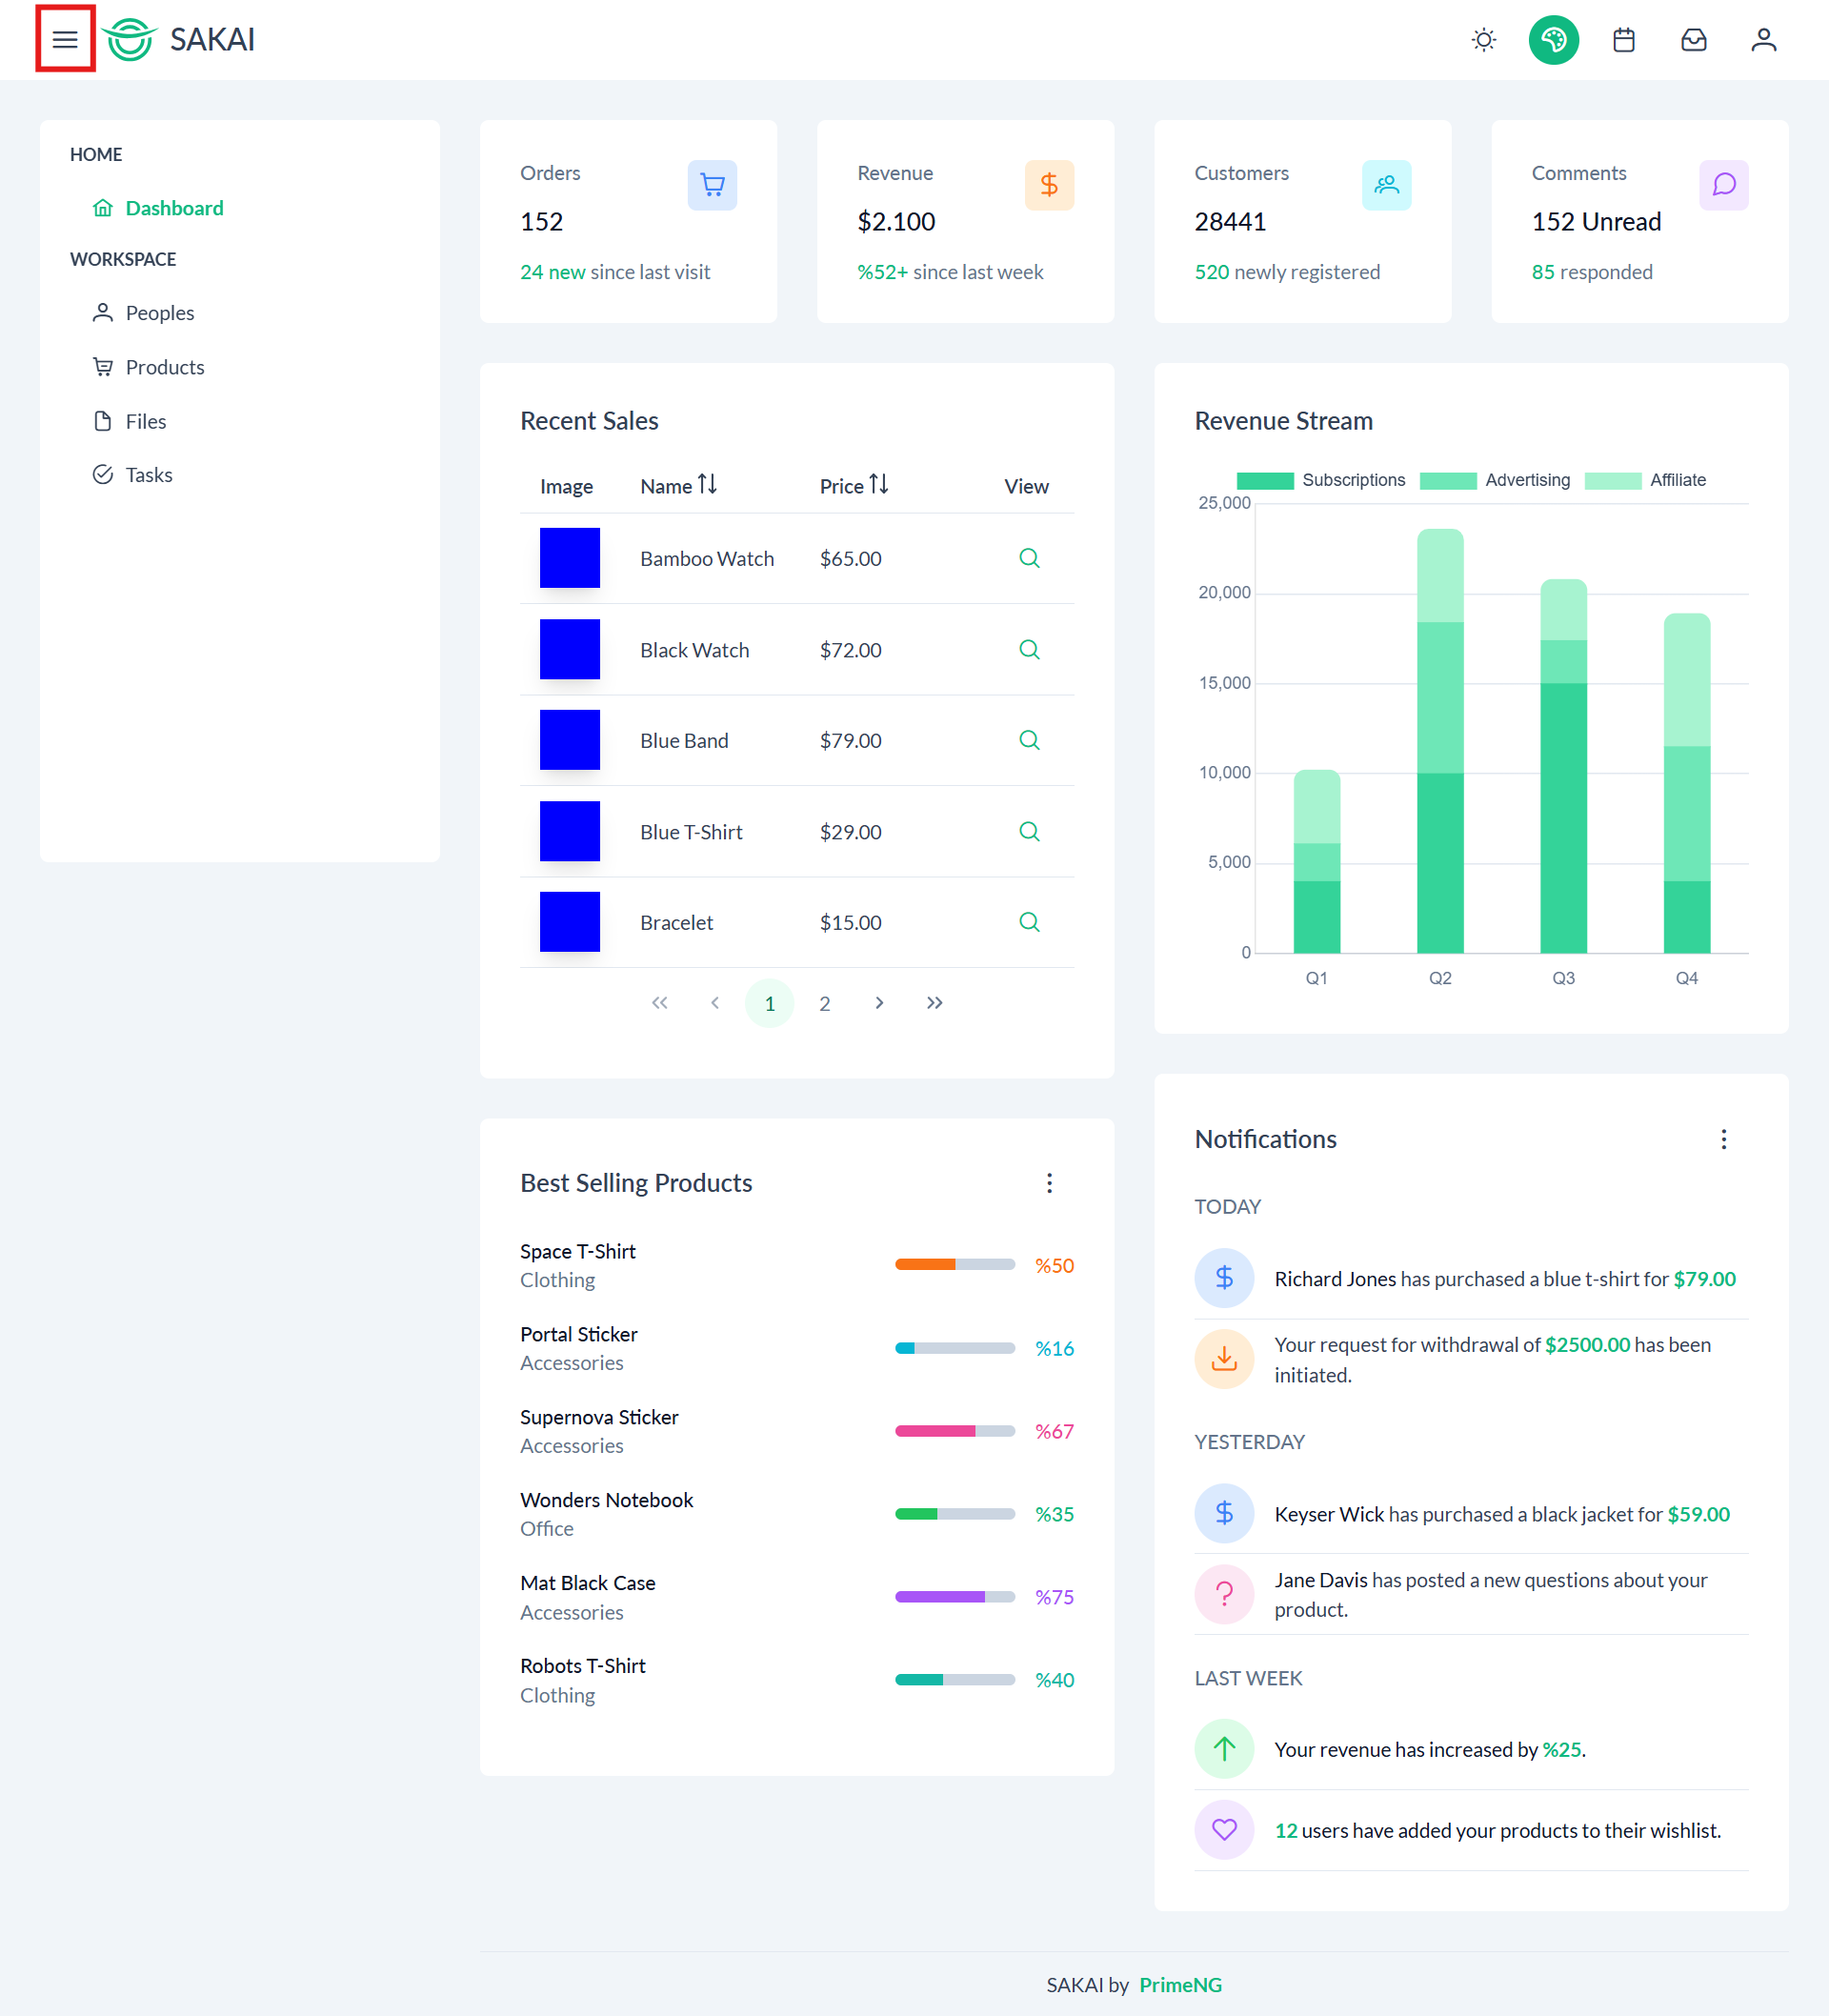 SAKAI
HOME
Dashboard
WORKSPACE
Peoples
Products
Files
Tasks
Orders
152
24 new since last visit
Revenue
$2.100
%52+ since last week
Customers
28441
520 newly registered
Comments
152 Unread
85 responded
Recent Sales
Image Name Price View
Bamboo Watch $65.00
Black Watch $72.00
Blue Band $79.00
Blue T-Shirt $29.00
Bracelet $15.00
1 2
Best Selling Products
Space T-Shirt
Clothing
%50
Portal Sticker
Accessories
%16
Supernova Sticker
Accessories
%67
Wonders Notebook
Office
%35
Mat Black Case
Accessories
%75
Robots T-Shirt
Clothing
%40
Revenue Stream
Subscriptions Advertising Affiliate
25,000
20,000
15,000
10,000
5,000
0
Q1 Q2 Q3 Q4
Notifications
TODAY
Richard Jones has purchased a blue t-shirt for $79.00
Your request for withdrawal of $2500.00 has been
initiated.
YESTERDAY
Keyser Wick has purchased a black jacket for $59.00
Jane Davis has posted a new questions about your
product.
LAST WEEK
Your revenue has increased by %25.
12 users have added your products to their wishlist.
SAKAI by PrimeNG